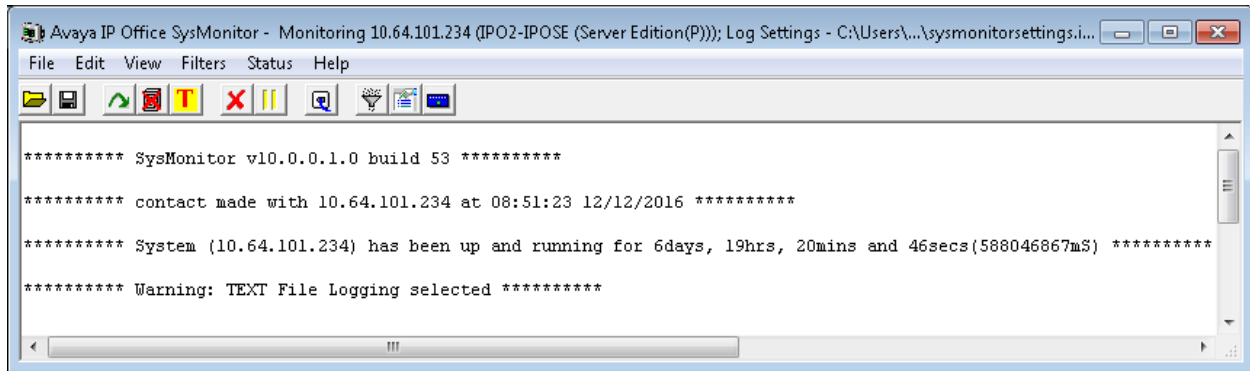 Avaya IP Office SysMonitor - Monitoring 10.64.101.234 (IPO2-IPOSE (Server Edition(P))); Log Settings - C:\Users\...\sysmonitorsettings.i...
File Edit View Filters Status Help
T
********** SysMonitor v10.0.0.1.0 build 53 **********
********** contact made with 10.64.101.234 at 08:51:23 12/12/2016 **********
********** System (10.64.101.234) has been up and running for 6days, 19hrs, 20mins and 46secs(588046867mS) **********
********** Warning: TEXT File Logging selected **********